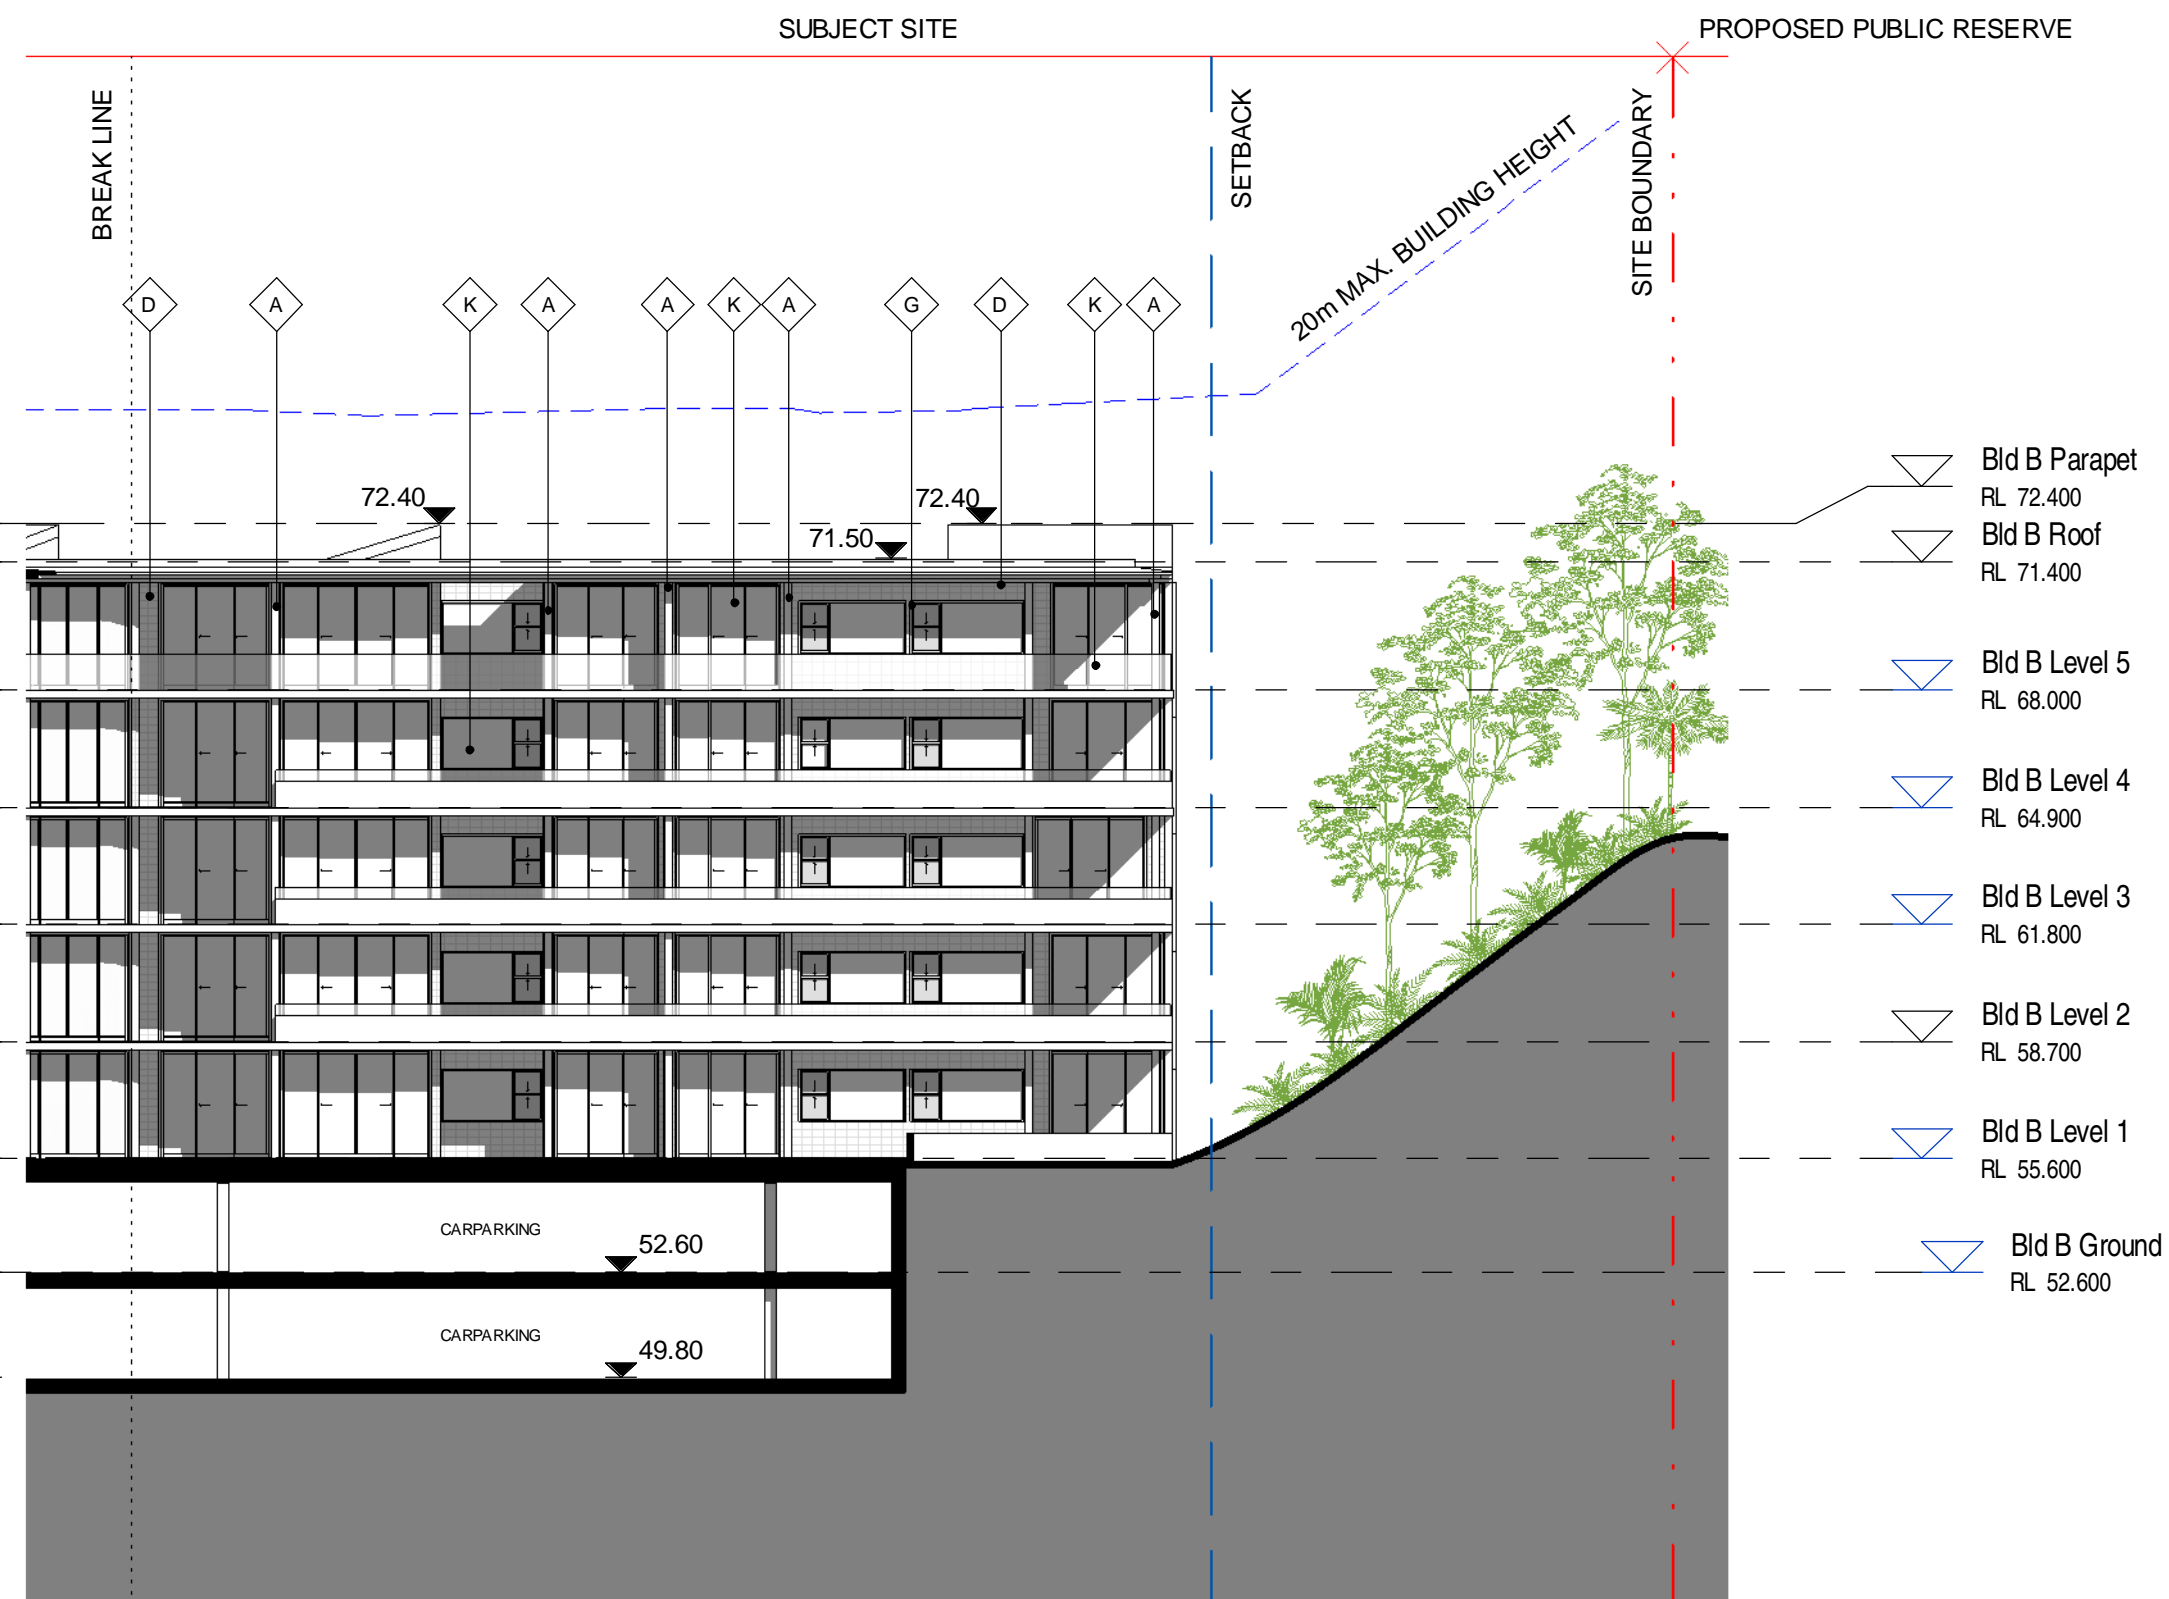 SUBJECT SITE
PROPOSED PUBLIC RESERVE
BREAK LINE
SETBACK
SITE BOUNDARY
20m MAX. BUILDING HEIGHT
D
A
K
A
A
K
A
G
D
K
A
72.40
72.40
71.50
Bld B Parapet
RL 72.400
Bld B Roof
RL 71.400
Bld B Level 5
RL 68.000
Bld B Level 4
RL 64.900
Bld B Level 3
RL 61.800
Bld B Level 2
RL 58.700
Bld B Level 1
RL 55.600
Bld B Ground
RL 52.600
CARPARKING
52.60
CARPARKING
49.80